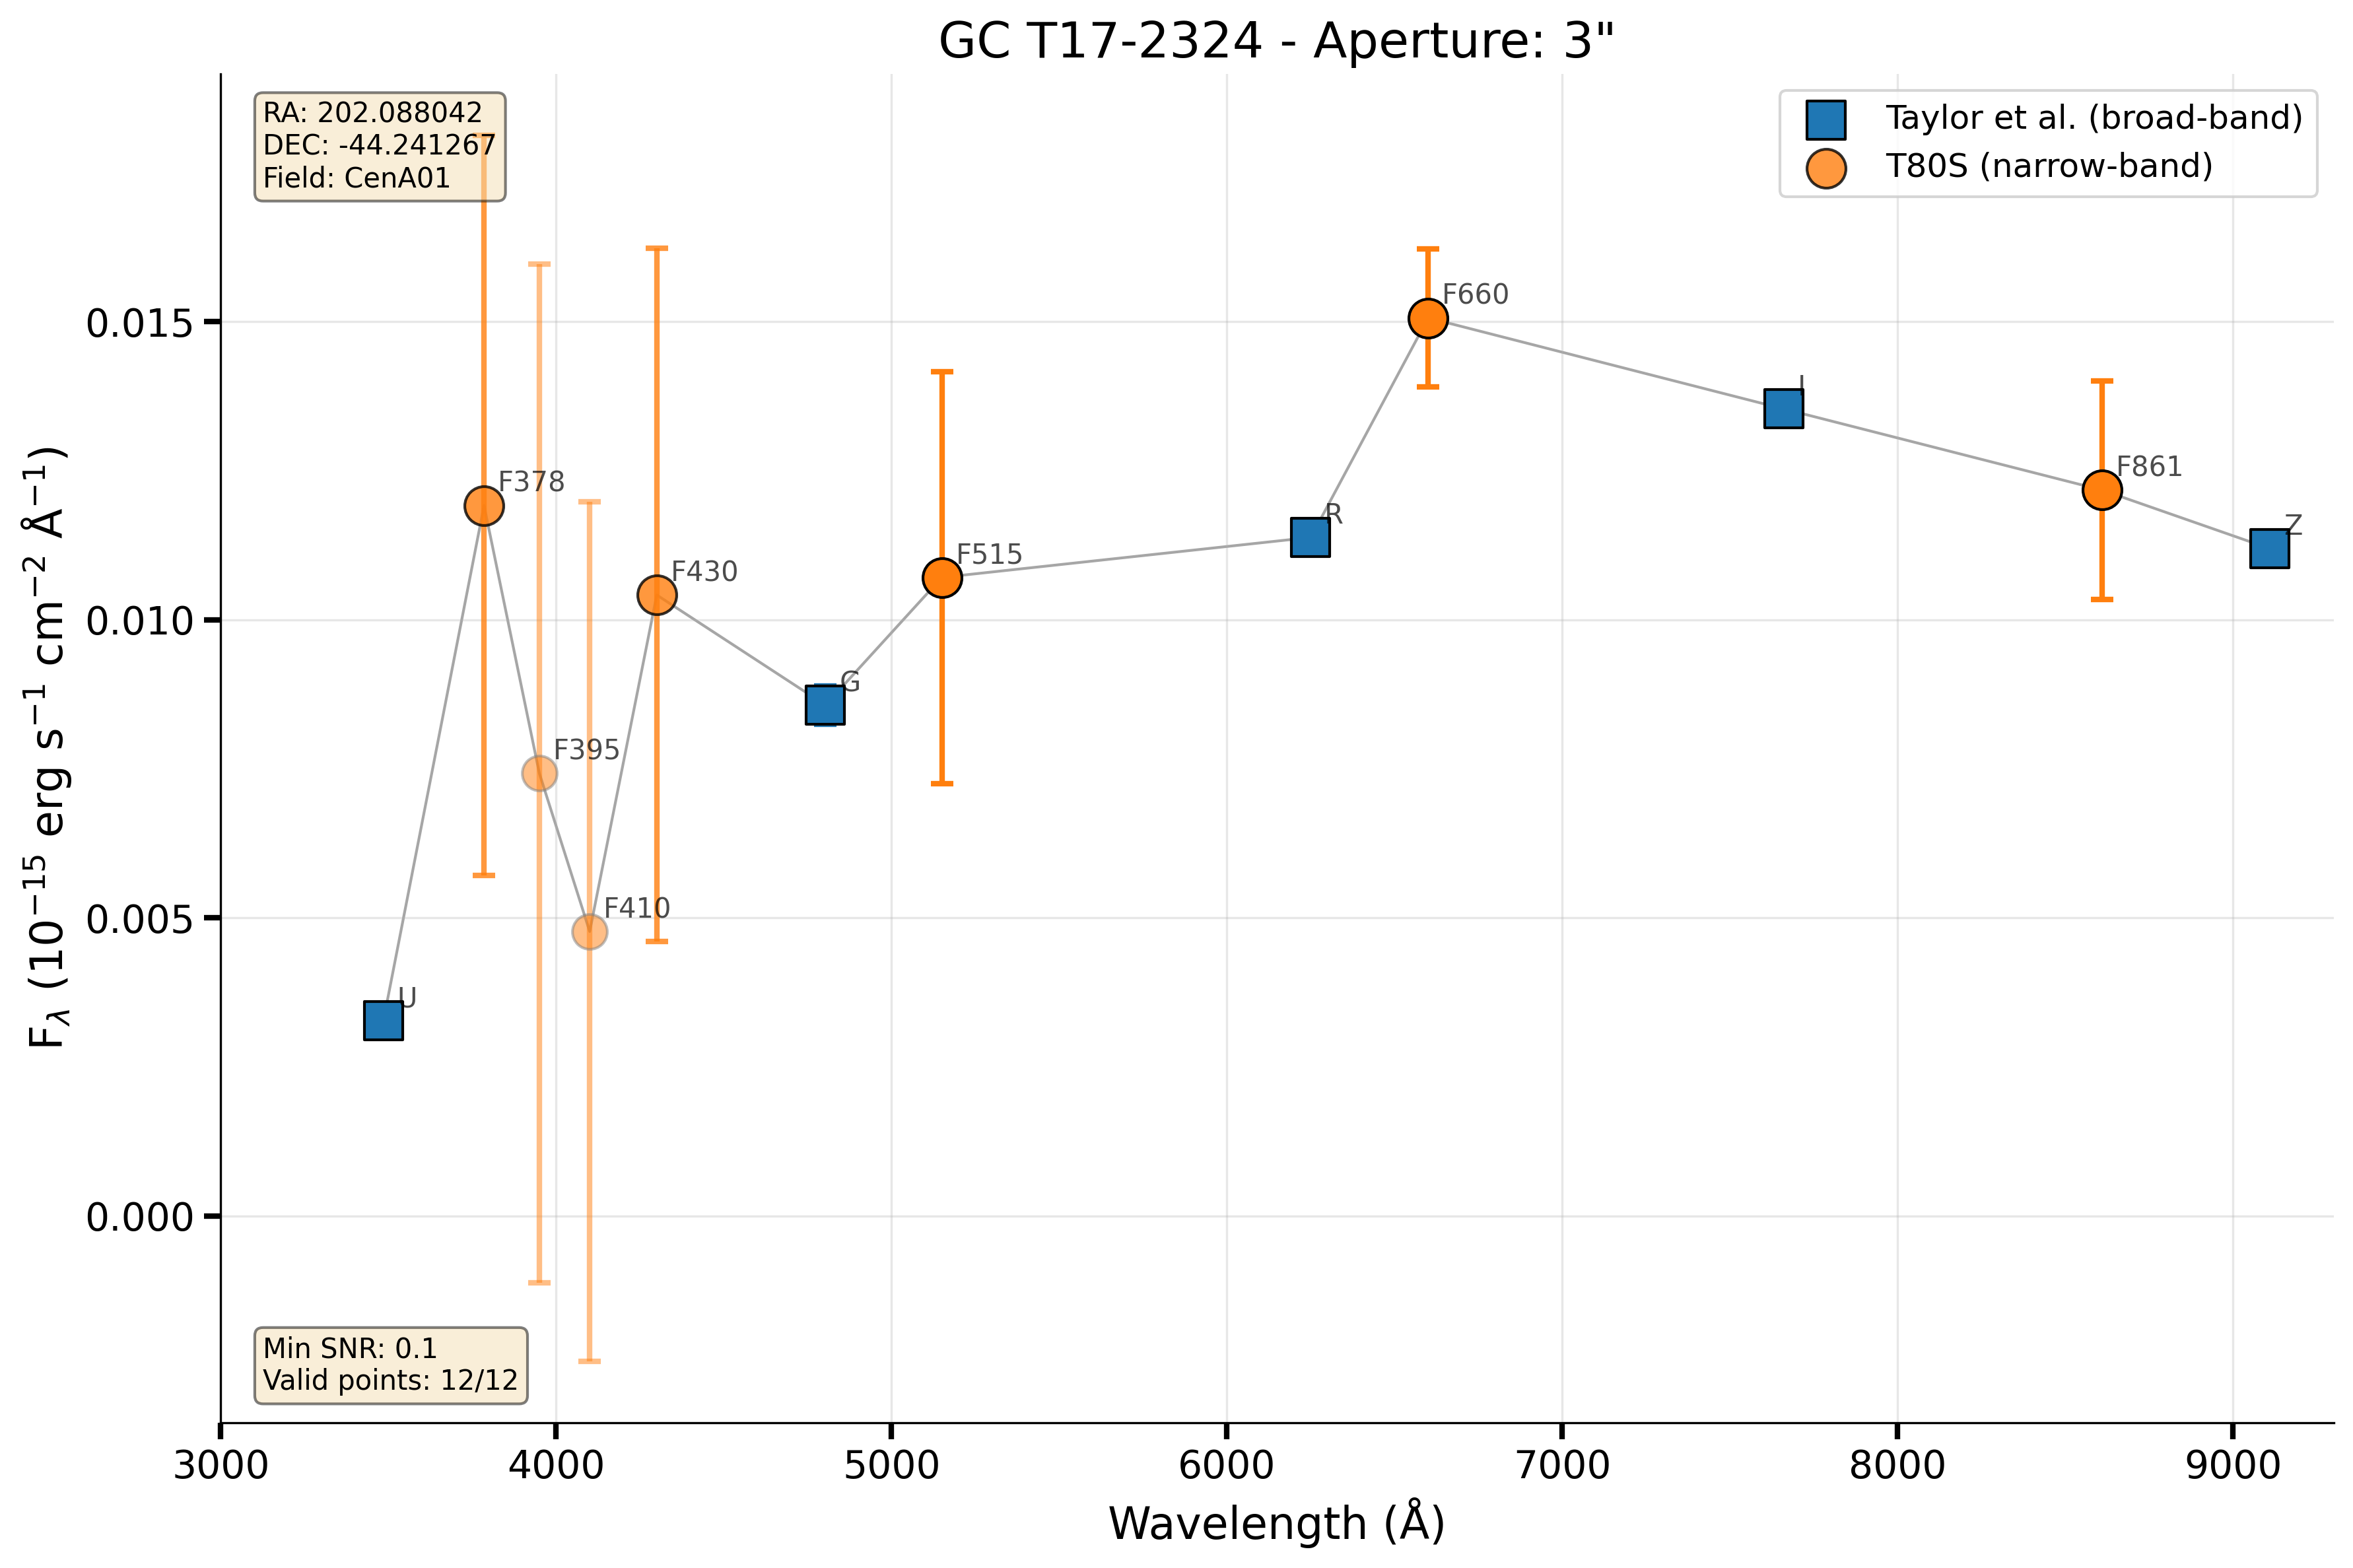 GC T17-2324 - Aperture: 3"
RA: 202.088042
DEC: -44.241267
Field: CenA01
Taylor et al. (broad-band)
T80S (narrow-band)
F660
I
F378
F861
R
Z
F430
F515
G
F395
F410
U
0.015
0.010
0.005
0.000
F_λ (10⁻¹⁵ erg s⁻¹ cm⁻² Å⁻¹)
Min SNR: 0.1
Valid points: 12/12
3000 4000 5000 6000 7000 8000 9000
Wavelength (Å)